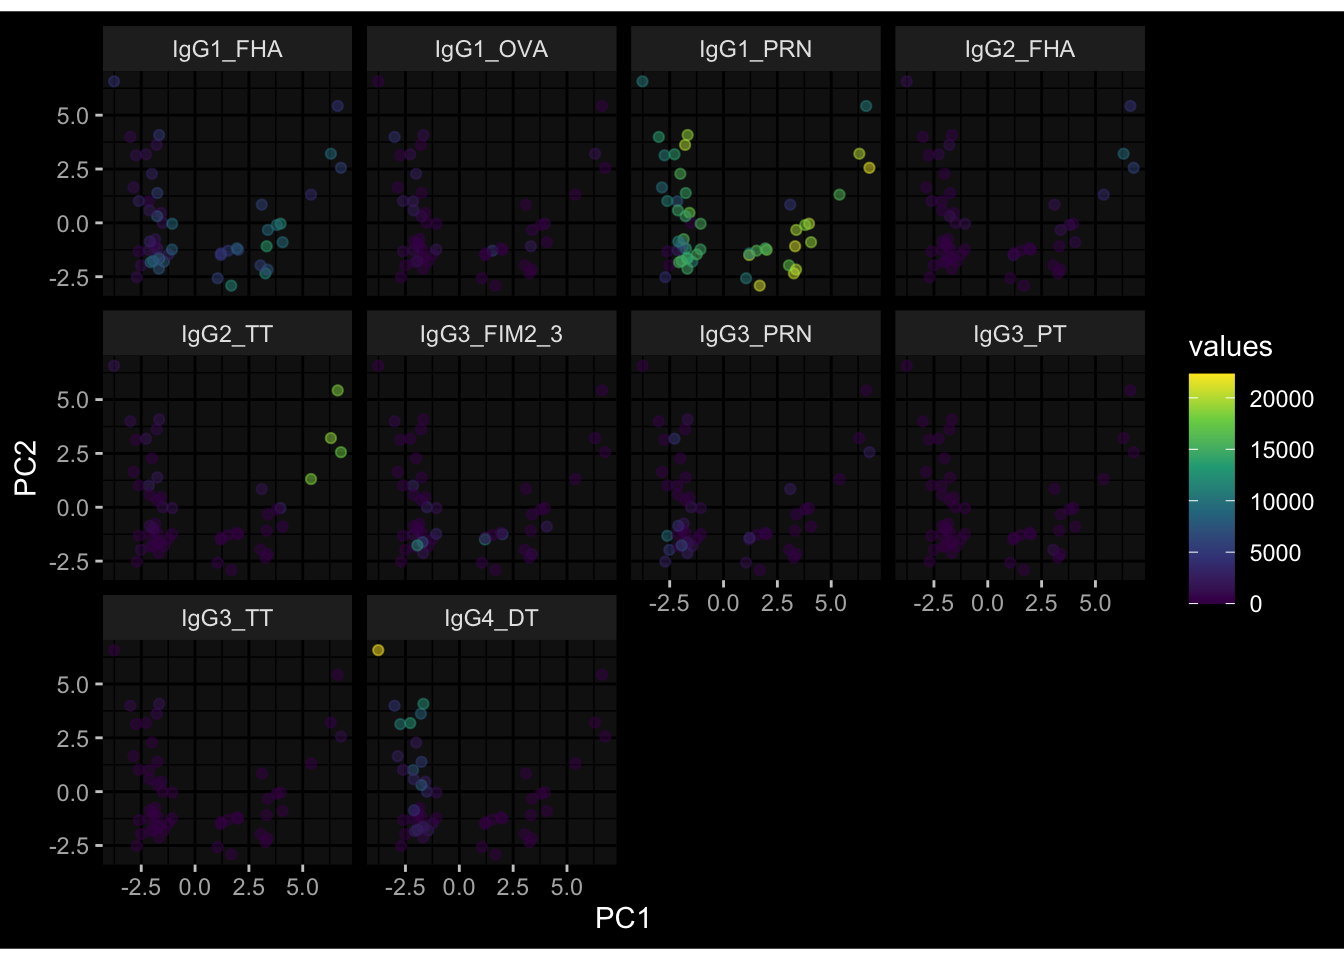 IgG1_FHA IgG1_OVA IgG1_PRN IgG2_FHA
5.0
2.5
0.0
-2.5
IgG2_TT IgG3_FIM2_3 IgG3_PRN IgG3_PT
5.0
2.5
0.0
-2.5
-2.5 0.0 2.5 5.0 -2.5 0.0 2.5 5.0
IgG3_TT IgG4_DT
5.0
2.5
0.0
-2.5
-2.5 0.0 2.5 5.0 -2.5 0.0 2.5 5.0
PC1
PC2
values
20000
15000
10000
5000
0